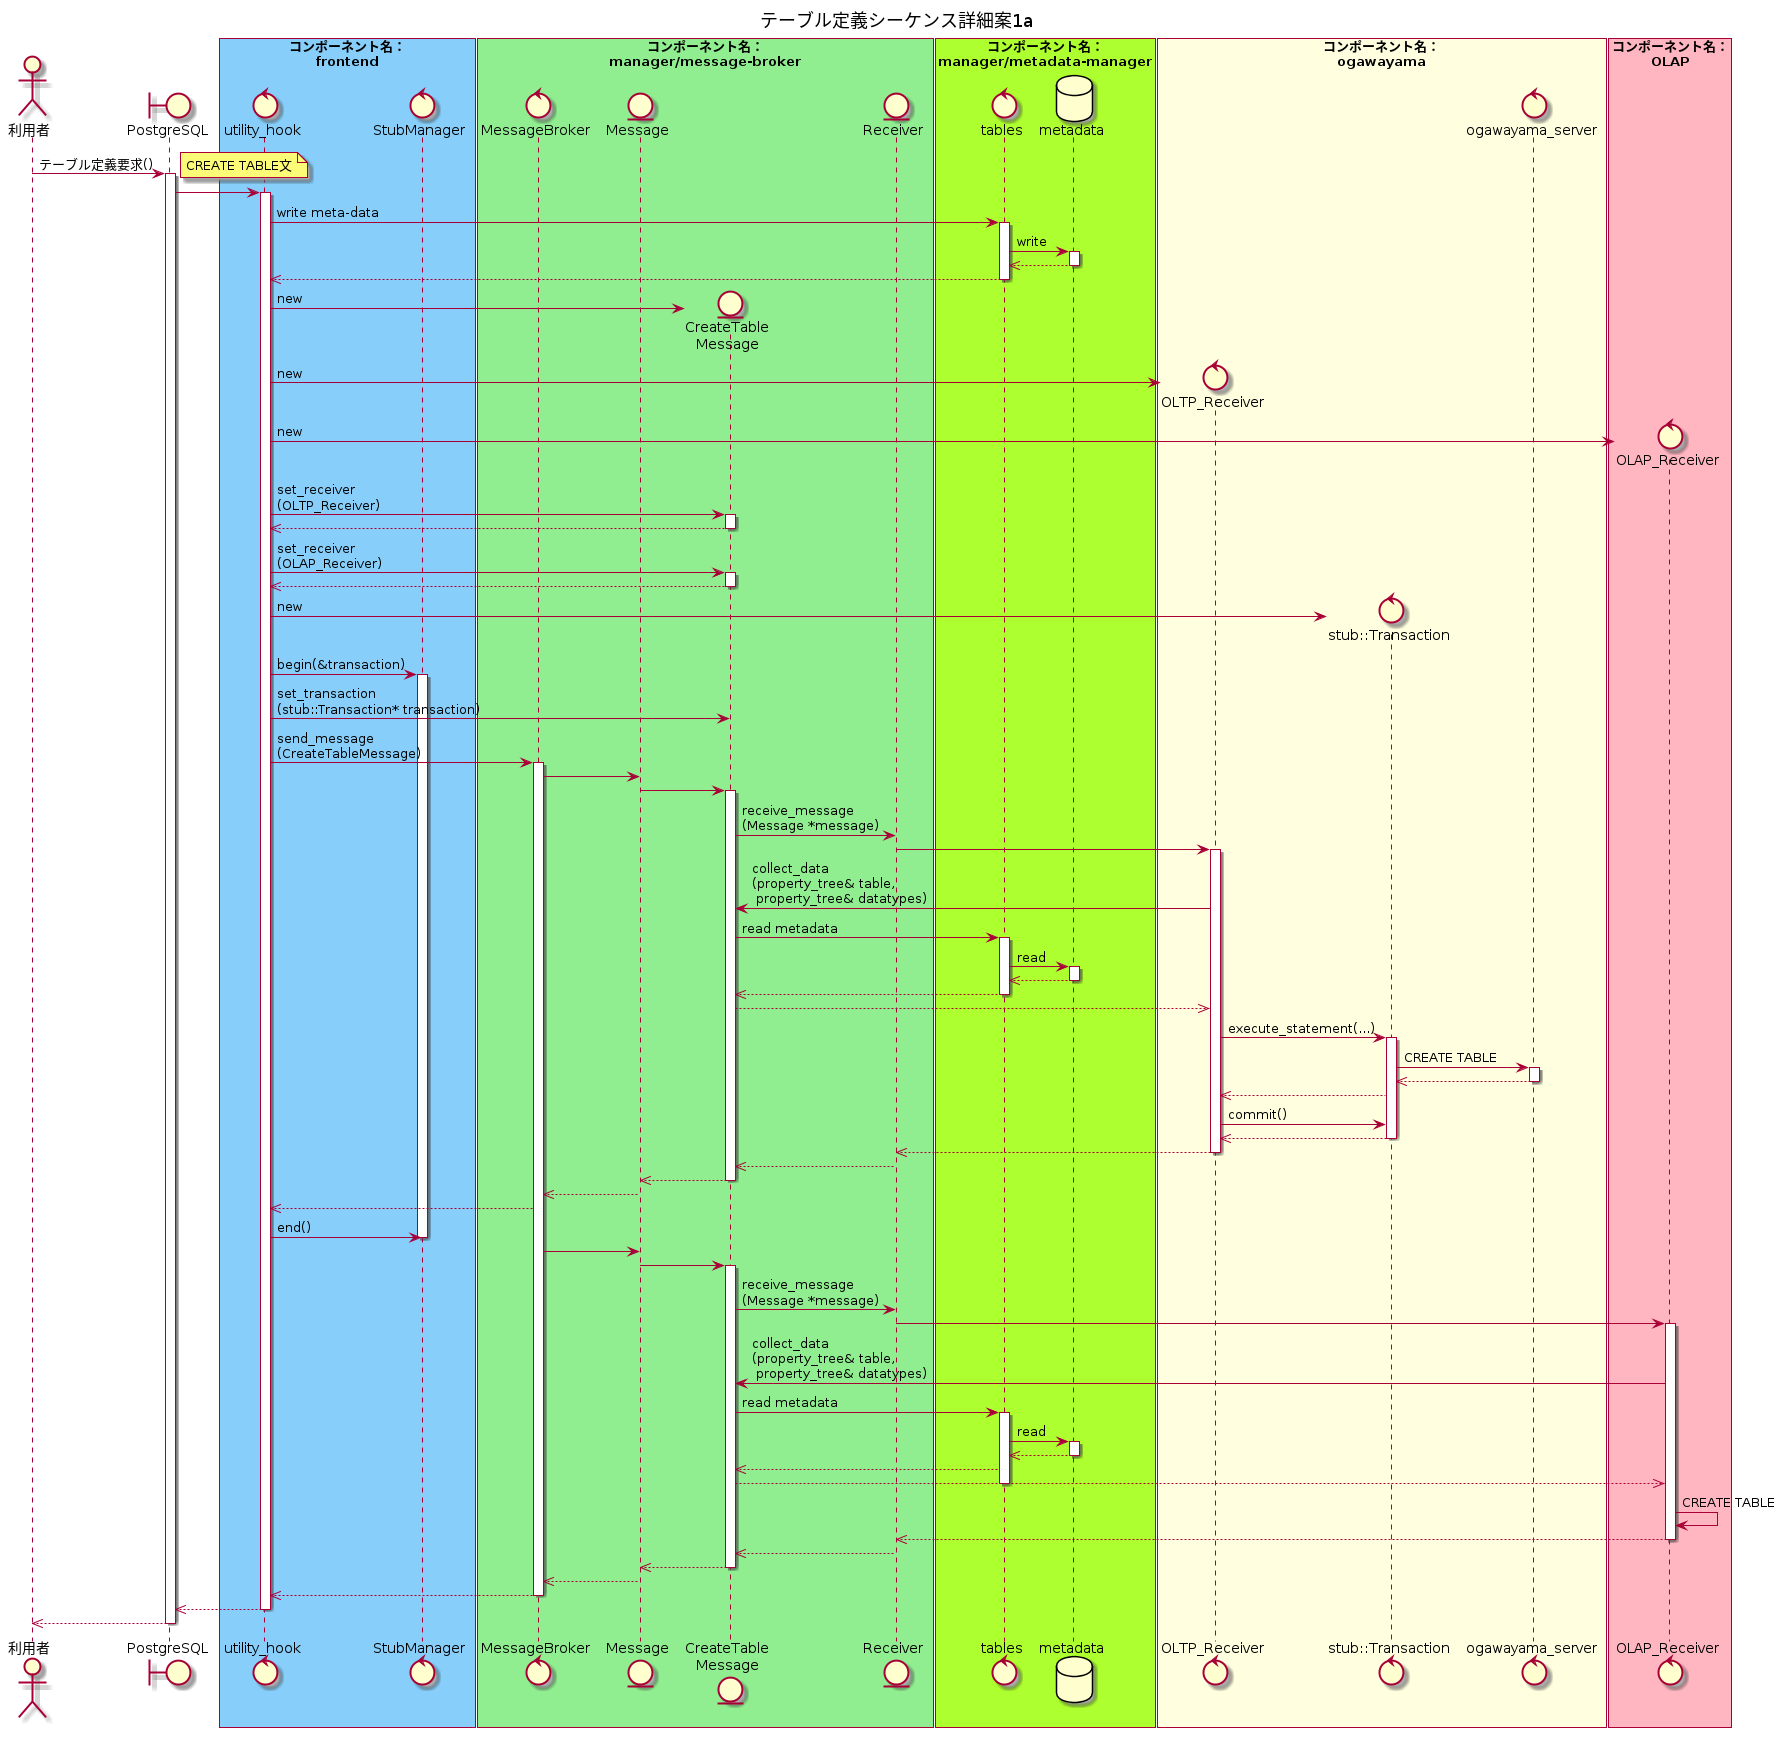 テーブル定義シーケンス詳細案1a
コンポーネント名：
frontend
コンポーネント名：
manager/message-broker
コンポーネント名：
manager/metadata-manager
コンポーネント名：
ogawayama
コンポーネント名：
OLAP
利用者
PostgreSQL
utility_hook
StubManager
MessageBroker
Message
Receiver
tables
metadata
ogawayama_server
テーブル定義要求()
CREATE TABLE文
write meta-data
write
new
CreateTable
Message
new
OLTP_Receiver
new
OLAP_Receiver
set_receiver
(OLTP_Receiver)
set_receiver
(OLAP_Receiver)
new
stub::Transaction
begin(&transaction)
set_transaction
(stub::Transaction* transaction)
send_message
(CreateTableMessage)
receive_message
(Message *message)
collect_data
(property_tree& table,
property_tree& datatypes)
read metadata
read
execute_statement(...)
CREATE TABLE
commit()
end()
receive_message
(Message *message)
collect_data
(property_tree& table,
property_tree& datatypes)
read metadata
read
CREATE TABLE
利用者
PostgreSQL
utility_hook
StubManager
MessageBroker
Message
CreateTable
Message
Receiver
tables
metadata
OLTP_Receiver
stub::Transaction
ogawayama_server
OLAP_Receiver